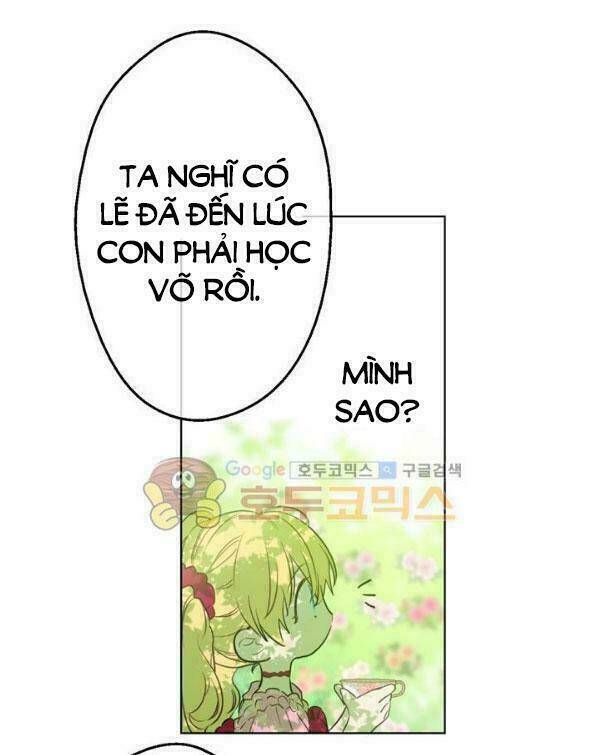 TA NGHĨ CÓ
LẼ ĐÃ ĐẾN LÚC
CON PHẢI HỌC
VÕ RỒI.
MÌNH
SAO?
Google 호두코믹스 구글검색
호두코믹스